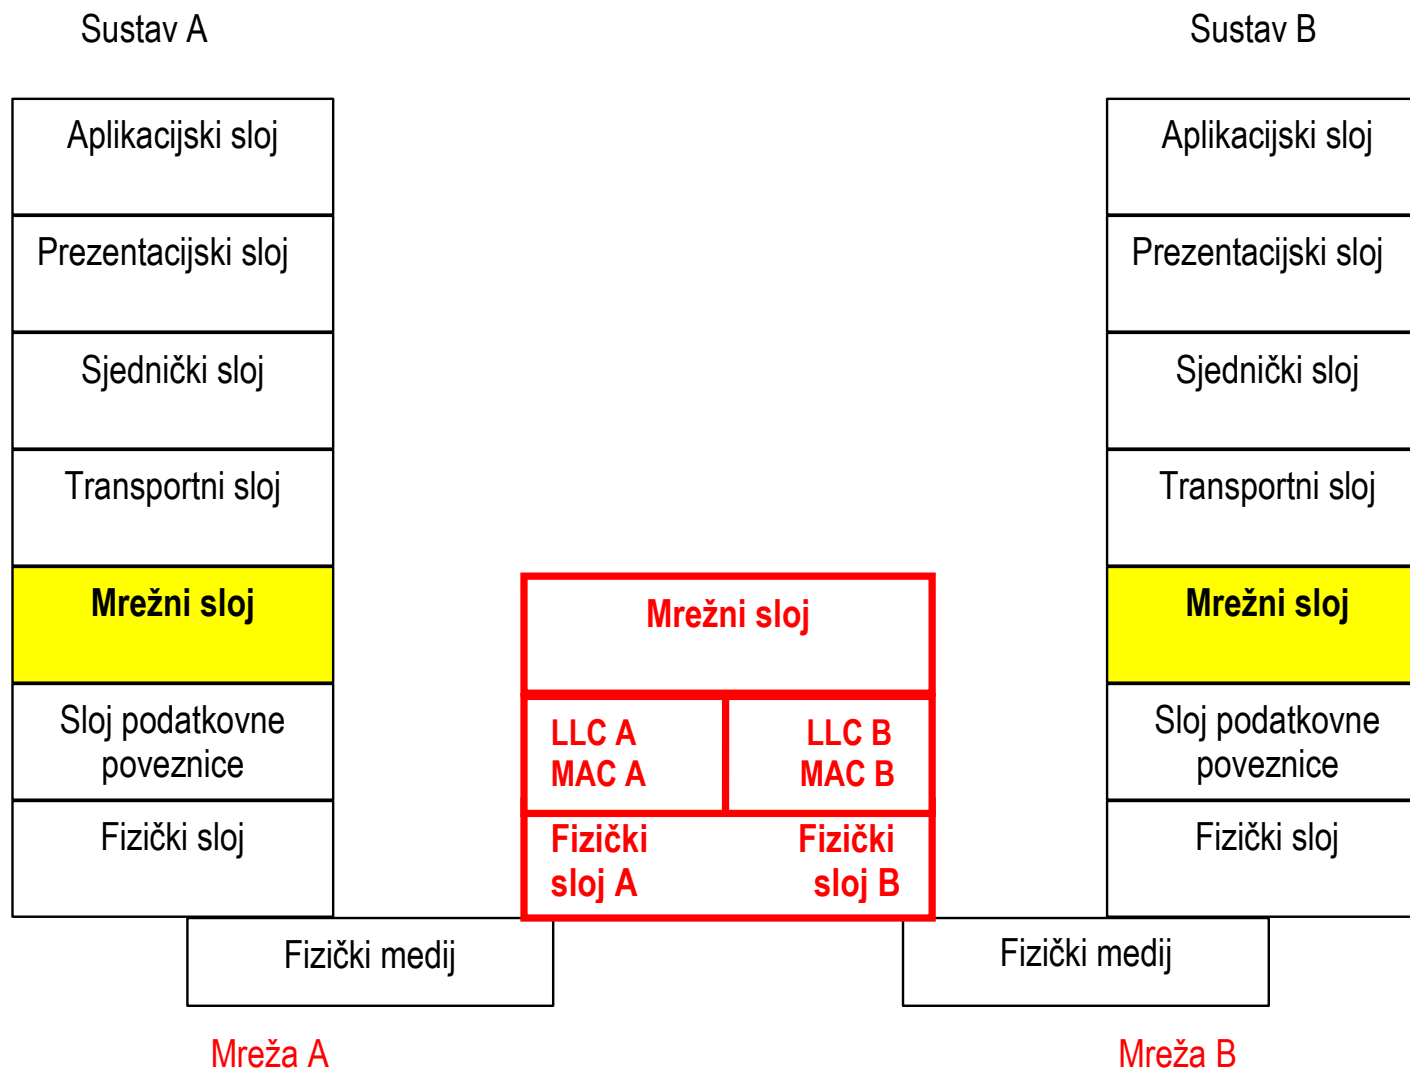 Sustav A
Sustav B
Aplikacijski sloj
Prezentacijski sloj
Sjednički sloj
Transportni sloj
Mrežni sloj
Sloj podatkovne
poveznice
Fizički sloj
Mrežni sloj
LLC A
MAC A
LLC B
MAC B
Fizički
sloj A
Fizički
sloj B
Aplikacijski sloj
Prezentacijski sloj
Sjednički sloj
Transportni sloj
Mrežni sloj
Sloj podatkovne
poveznice
Fizički sloj
Fizički medij
Fizički medij
Mreža A
Mreža B